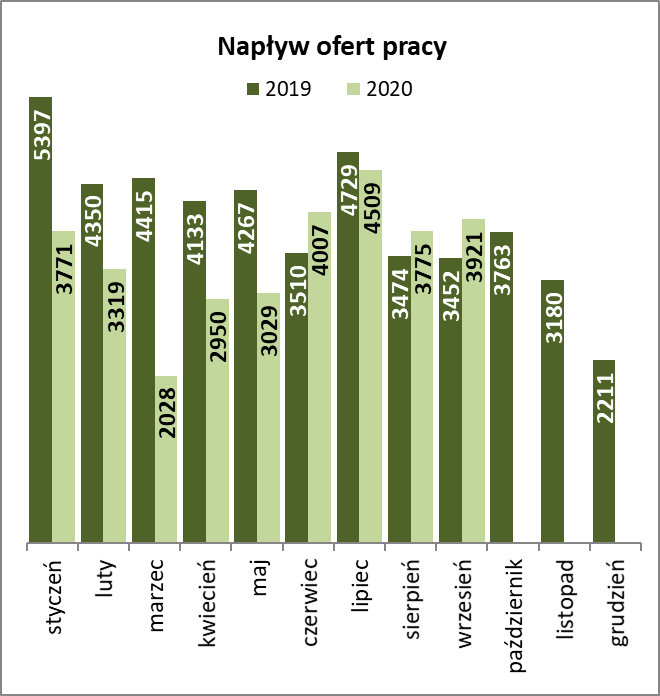 Napływ ofert pracy
2019 2020
5397
3771
4350
3319
4415
2028
4133
2950
4267
3029
3510
4007
4729
4509
3474
3775
3452
3921
3763
3180
2211
styczeń
luty
marzec
kwiecień
maj
czerwiec
lipiec
sierpień
wrzesień
październik
listopad
grudzień